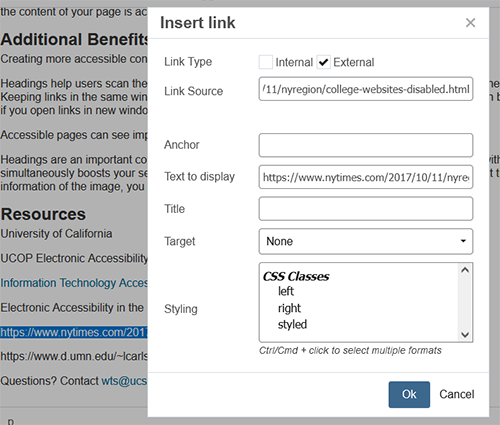 the content of your page is ac
Additional Benefits
Creating more accessible con
Headings help users scan the
Keeping links in the same win
if you open links in new windo
Accessible pages can see imp
Headings are an important co
simultaneously boosts your se
information of the image, you
Resources
University of California
UCOP Electronic Accessibility
Information Technology Acces
Electronic Accessibility in the
https://www.nytimes.com/201
https://www.d.umn.edu/~lcarls
Questions? Contact wts@ucs
p
Insert link ×
Link Type Internal External
Link Source /11/nyregion/college-websites-disabled.html
Anchor
Text to display https://www.nytimes.com/2017/10/11/nyre
Title
Target None
Styling
CSS Classes
left
right
styled
Ctrl/Cmd + click to select multiple formats
Ok Cancel